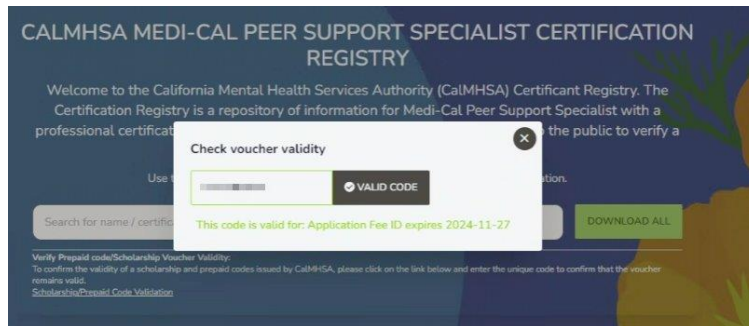 CALMHSA MEDI-CAL PEER SUPPORT SPECIALIST CERTIFICATION
REGISTRY
Welcome to the California Mental Health Services Authority (CalMHSA) Certificant Registry. The
Certification Registry is a repository of information for Medi-Cal Peer Support Specialist with a
professional certificat the public to verify a
Check voucher validity
Use t ation.
VALID CODE
Search for name / certific DOWNLOAD ALL
This code is valid for: Application Fee ID expires 2024-11-27
Verify Prepaid code/Scholarship Voucher Validity:
To confirm the validity of a scholarship and prepaid codes issued by CalMHSA, please click on the link below and enter the unique code to confirm that the voucher
remains valid.
Scholarship/Prepaid Code Validation